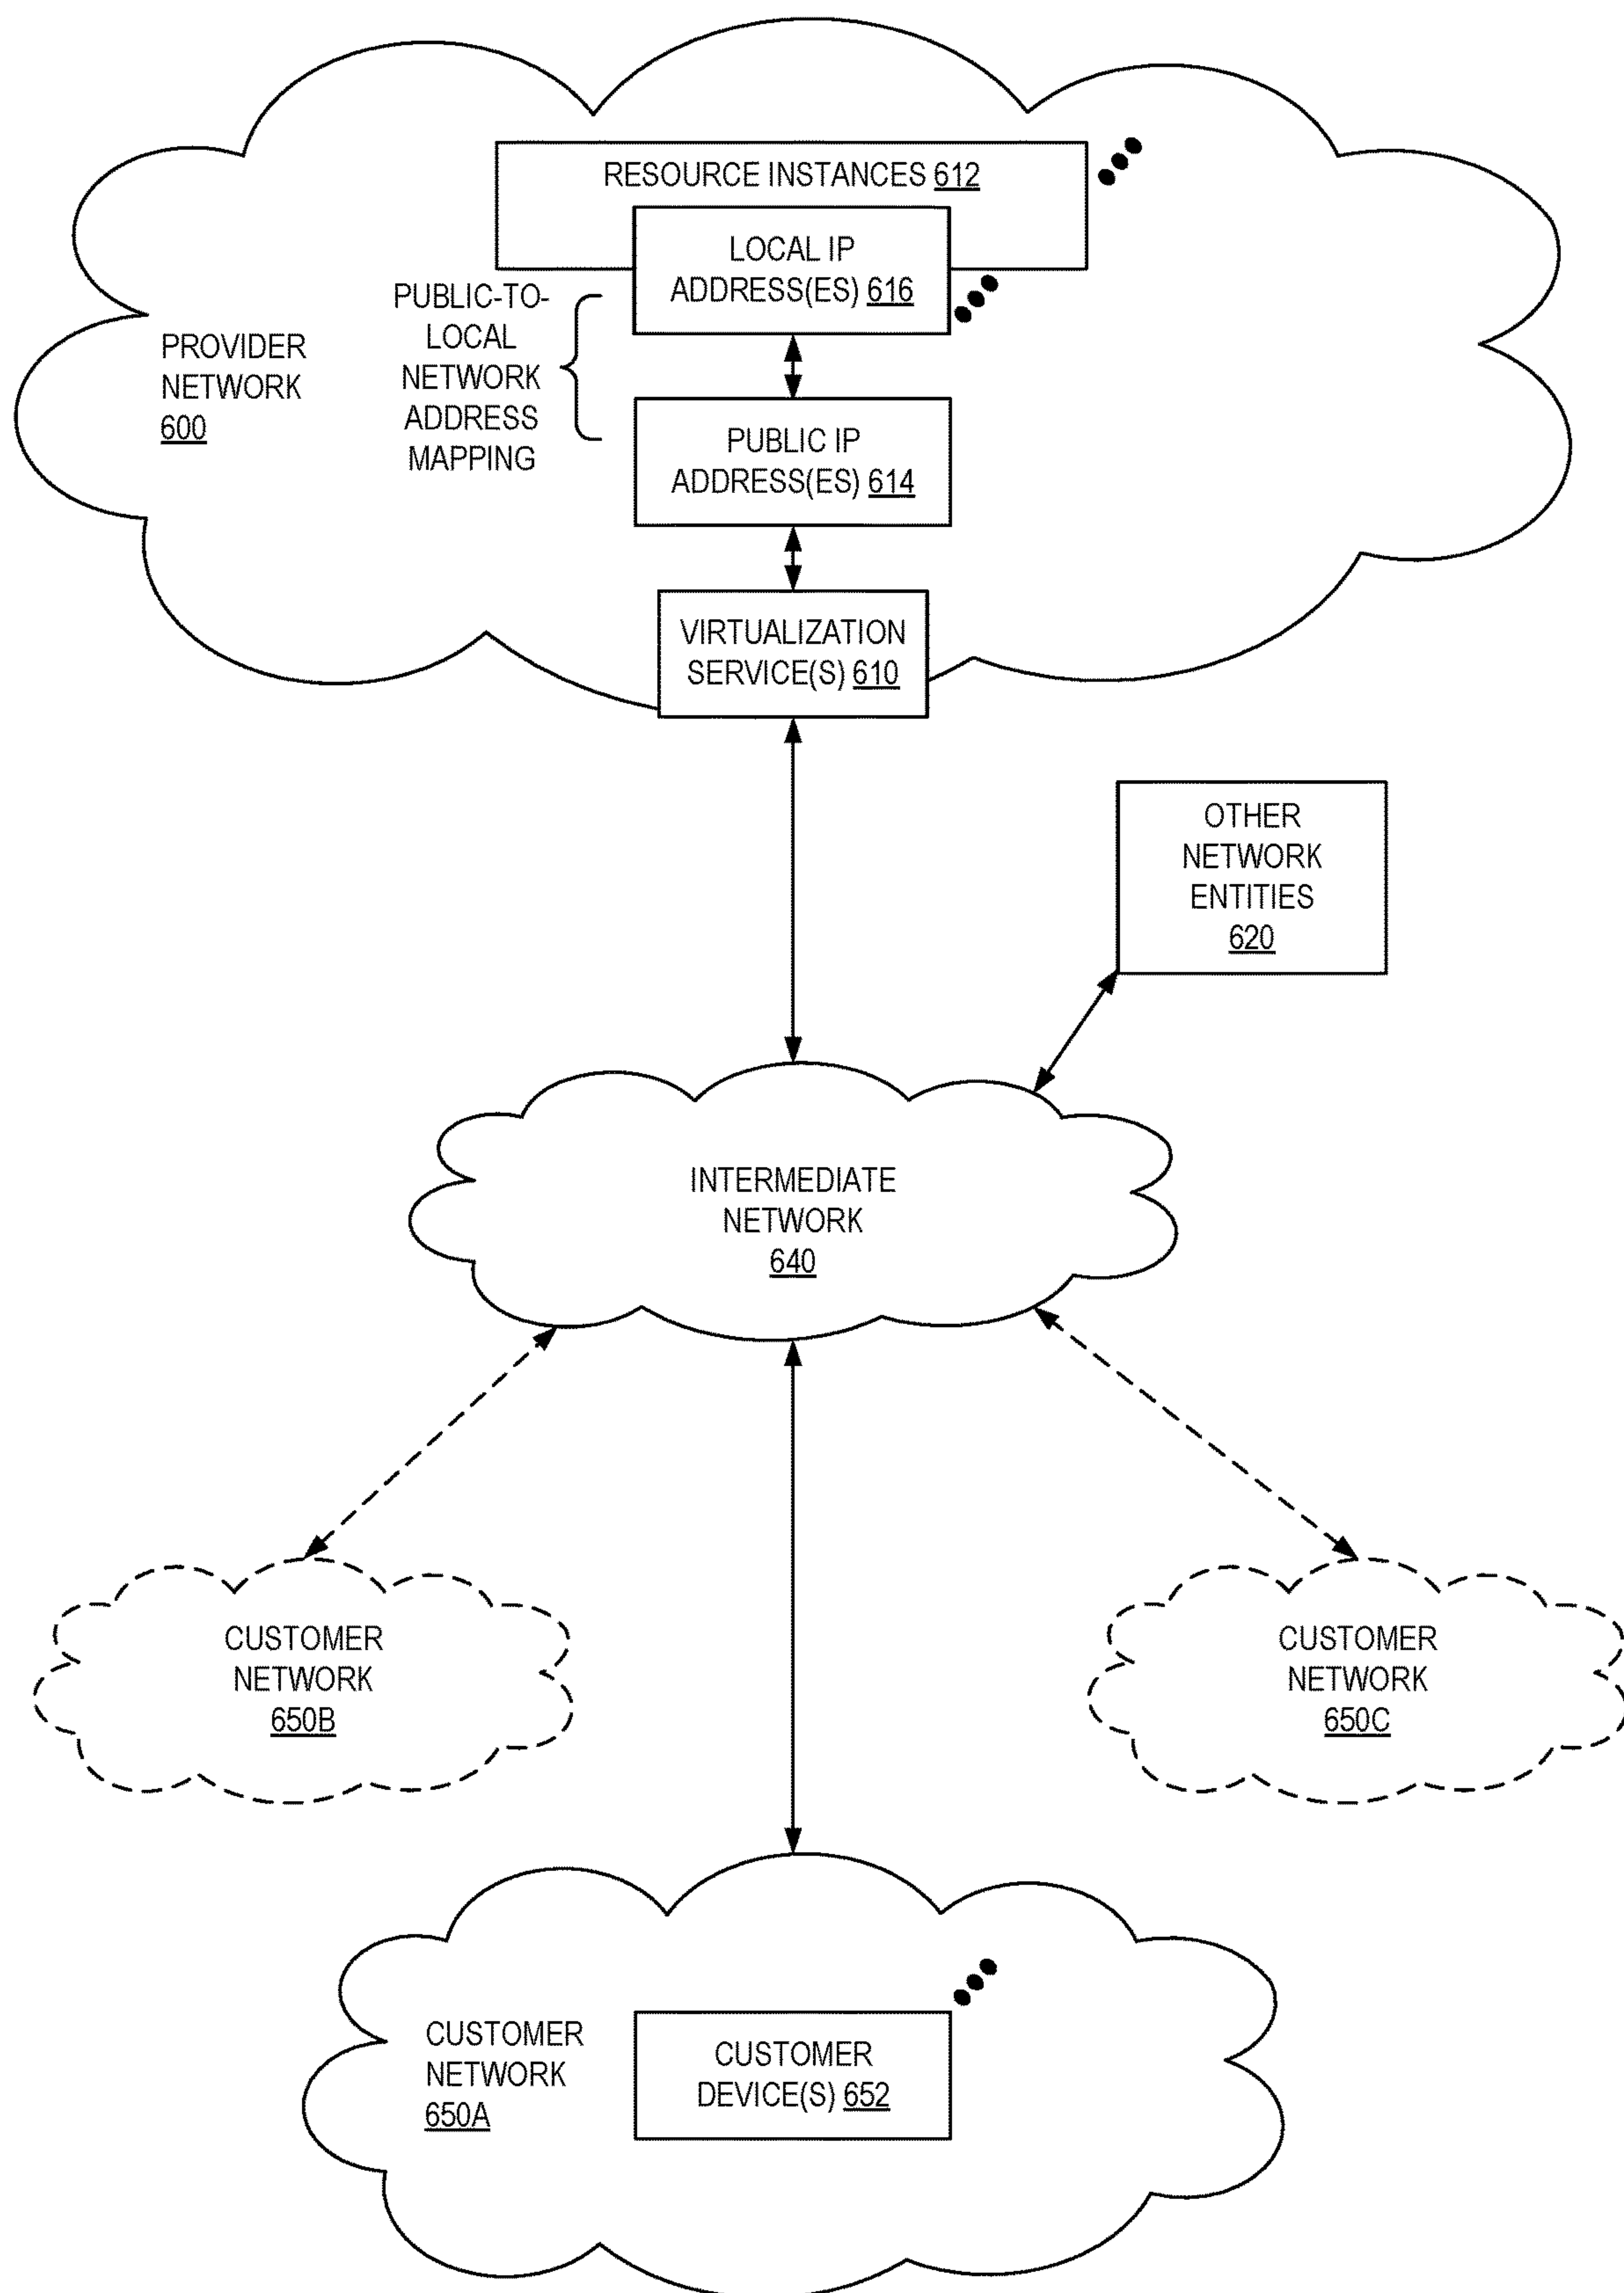 RESOURCE INSTANCES 612
LOCAL IP
ADDRESS(ES) 616
PUBLIC-TO-
LOCAL
NETWORK
ADDRESS
MAPPING
PROVIDER
NETWORK
600
PUBLIC IP
ADDRESS(ES) 614
VIRTUALIZATION
SERVICE(S) 610
OTHER
NETWORK
ENTITIES
620
INTERMEDIATE
NETWORK
640
CUSTOMER
NETWORK
650B
CUSTOMER
NETWORK
650C
CUSTOMER
NETWORK
650A
CUSTOMER
DEVICE(S) 652